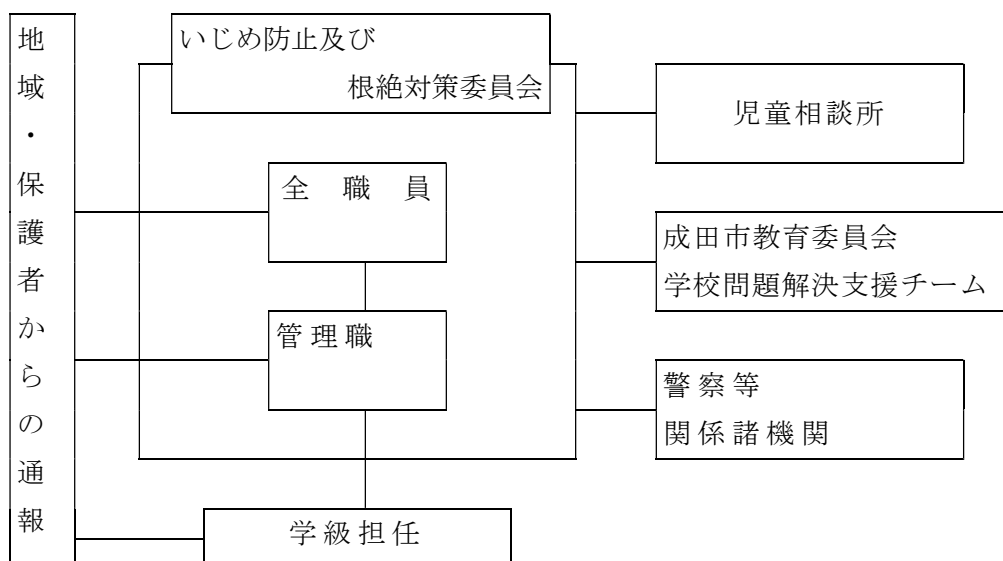 地域・保護者からの通報
いじめ防止及び
根絶対策委員会
児童相談所
全職員
成田市教育委員会
学校問題解決支援チーム
管理職
警察等
関係諸機関
学級担任